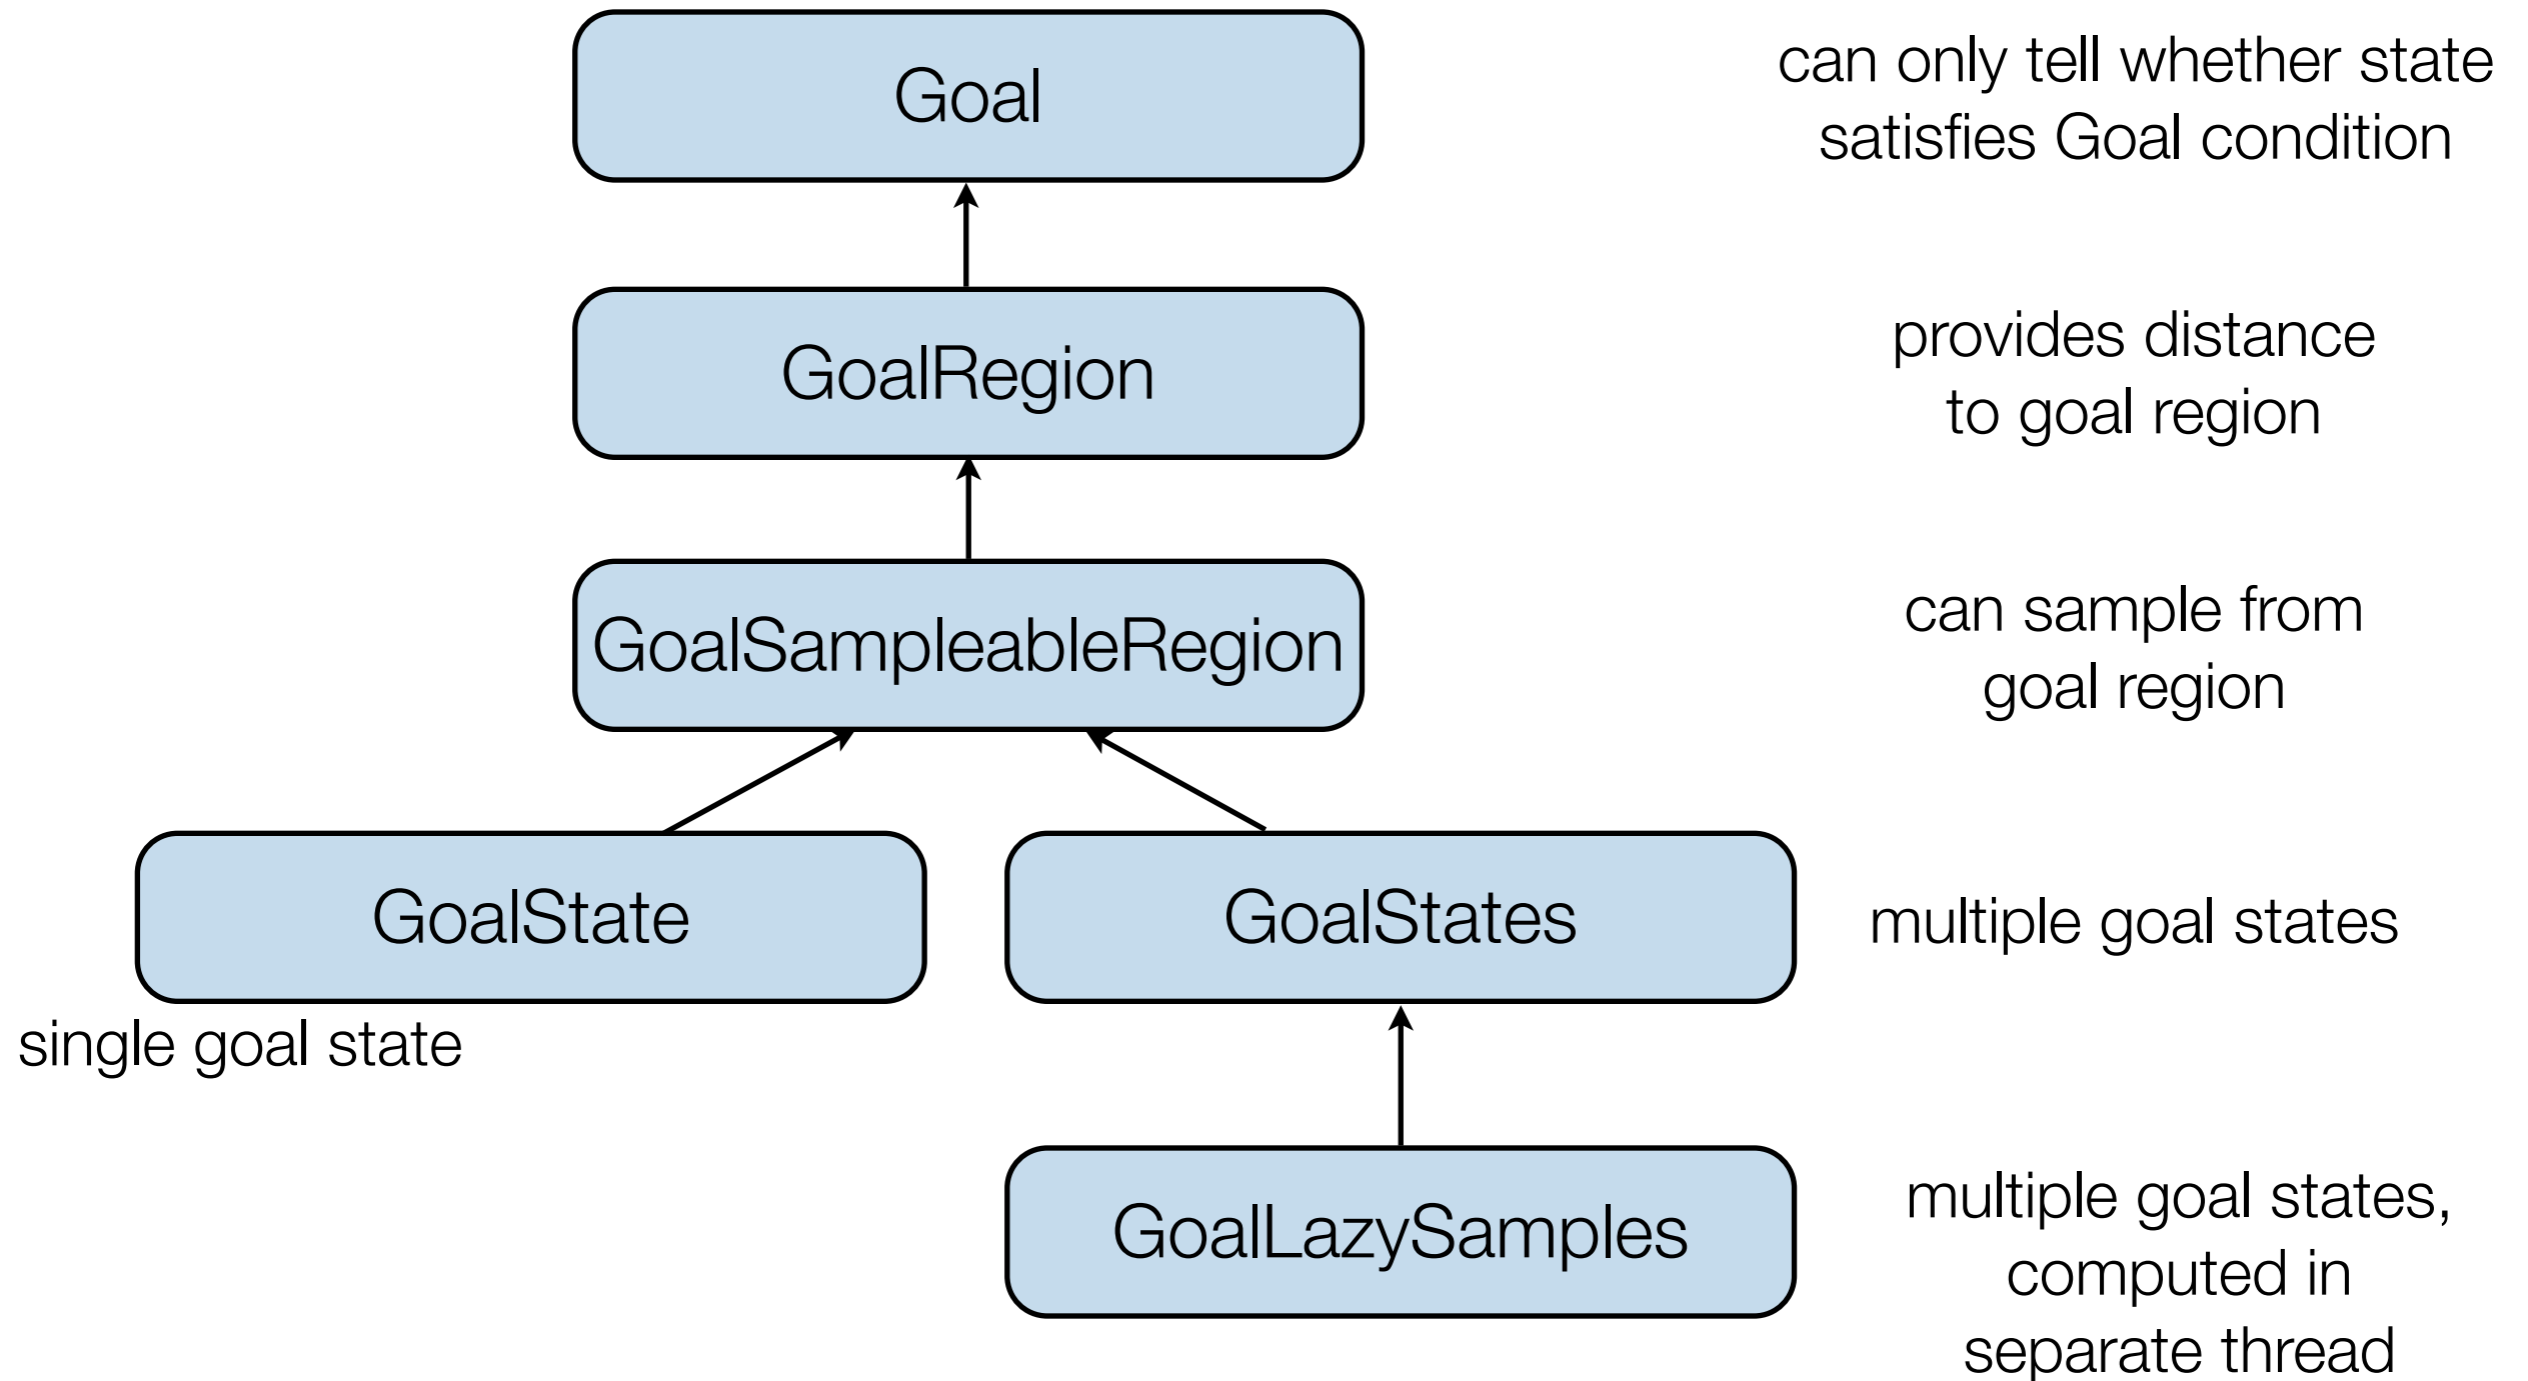 Goal
can only tell whether state
satisfies Goal condition
GoalRegion
provides distance
to goal region
GoalSampleableRegion
can sample from
goal region
GoalState
GoalStates
multiple goal states
single goal state
GoalLazySamples
multiple goal states,
computed in
separate thread